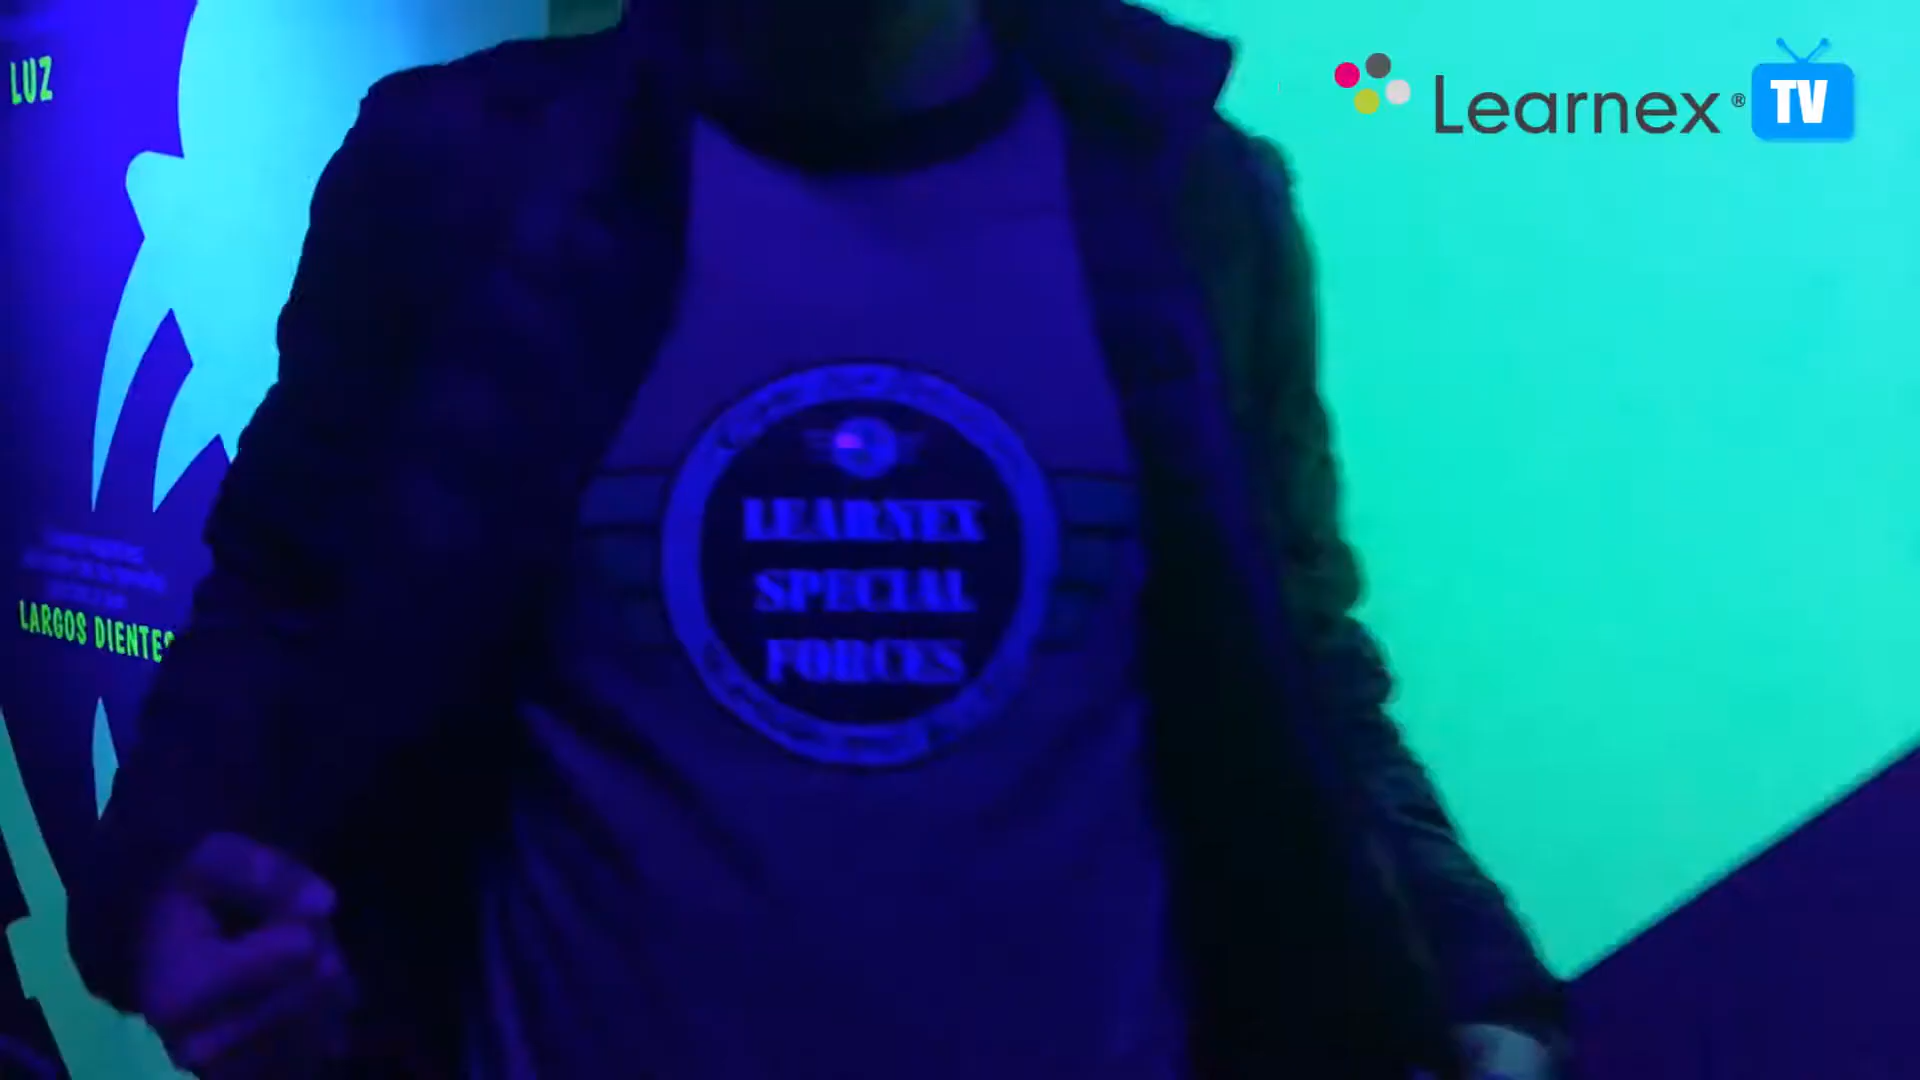 LUZ
Learnex® TV
LEARNEX
SPECIAL
FORCES
LARGOS DIENTES